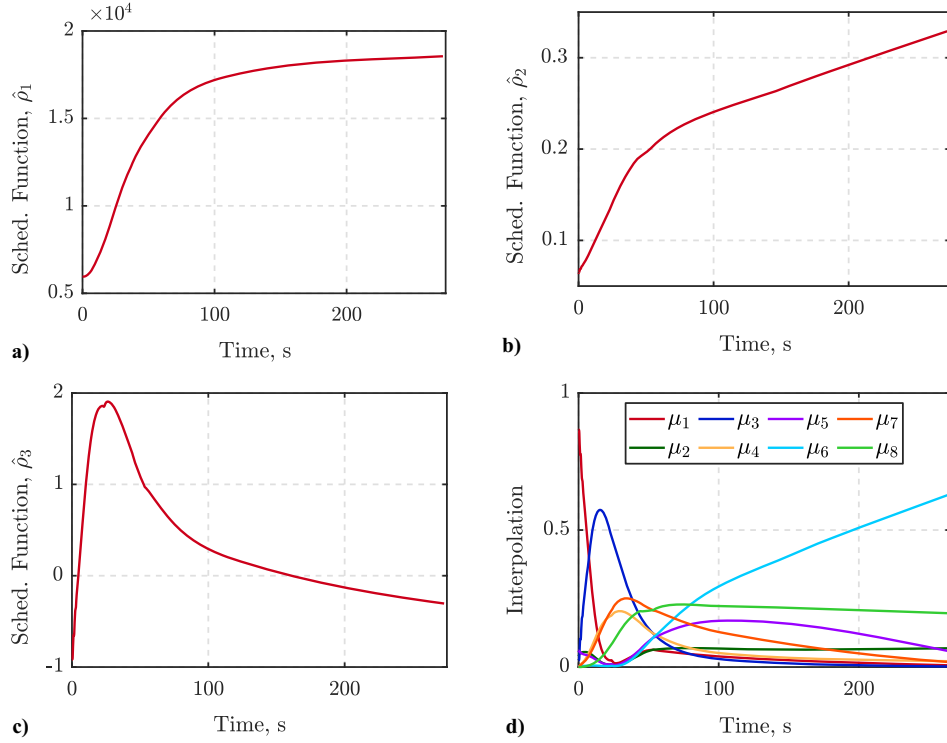 ×10⁴
2
1.5
1
0.5
0
100
200
Sched. Function, ρ̂₁
Time, s
a)
0.3
0.2
0.1
0
100
200
Sched. Function, ρ̂₂
Time, s
b)
2
1
0
-1
0
100
200
Sched. Function, ρ̂₃
Time, s
c)
1
0.5
0
0
100
200
μ₁ μ₃ μ₅ μ₇
μ₂ μ₄ μ₆ μ₈
Interpolation
Time, s
d)